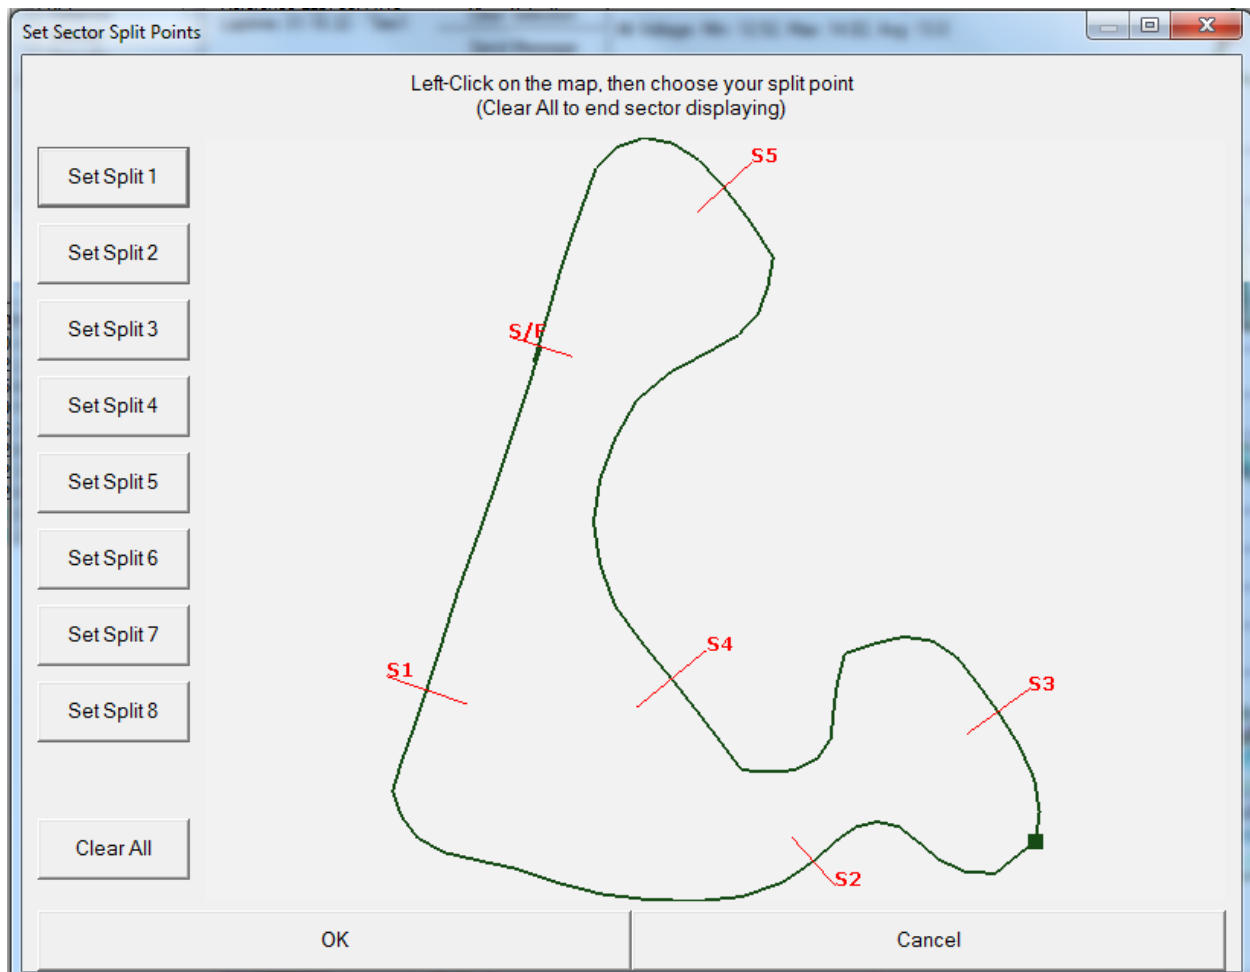 Set Sector Split Points
Left-Click on the map, then choose your split point
(Clear All to end sector displaying)
Set Split 1
Set Split 2
Set Split 3
Set Split 4
Set Split 5
Set Split 6
Set Split 7
Set Split 8
Clear All
S5
S/F
S4
S1
S3
S2
OK
Cancel